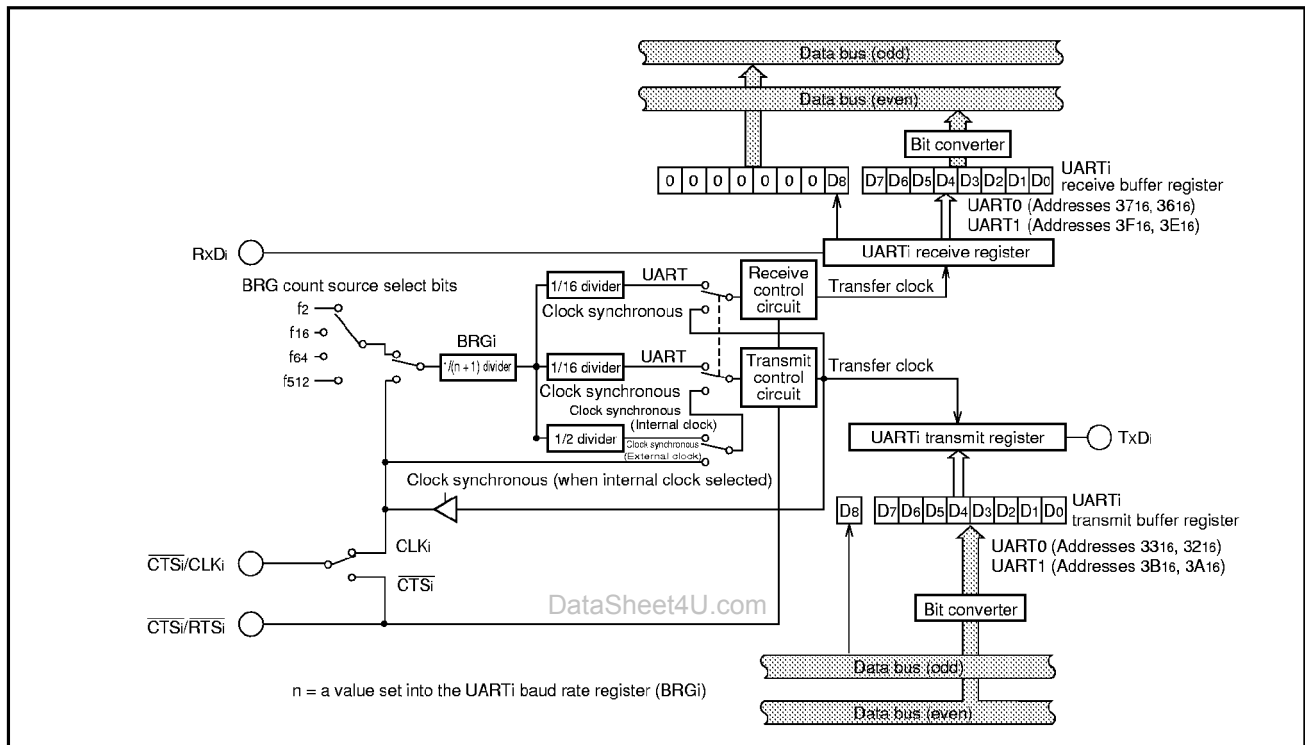 Data bus (odd)
Data bus (even)
Bit converter
0 0 0 0 0 0 0 D8
D7 D6 D5 D4 D3 D2 D1 D0
UARTi
receive buffer register
UART0 (Addresses 3716, 3616)
UART1 (Addresses 3F16, 3E16)
RxDi
UARTi receive register
BRG count source select bits
f2
f16
f64
f512
BRGi
1/(n + 1) divider
1/16 divider
UART
Clock synchronous
Receive
control
circuit
Transfer clock
1/16 divider
UART
Clock synchronous
Transmit
control
circuit
Transfer clock
Clock synchronous
(Internal clock)
1/2 divider
Clock synchronous
(External clock)
UARTi transmit register
TxDi
Clock synchronous (when internal clock selected)
D8
D7 D6 D5 D4 D3 D2 D1 D0
UARTi
transmit buffer register
UART0 (Addresses 3316, 3216)
UART1 (Addresses 3B16, 3A16)
CLKi
CTSi/CLKi
CTSi
CTSi/RTSi
DataSheet4U.com
Bit converter
Data bus (odd)
Data bus (even)
n = a value set into the UARTi baud rate register (BRGi)